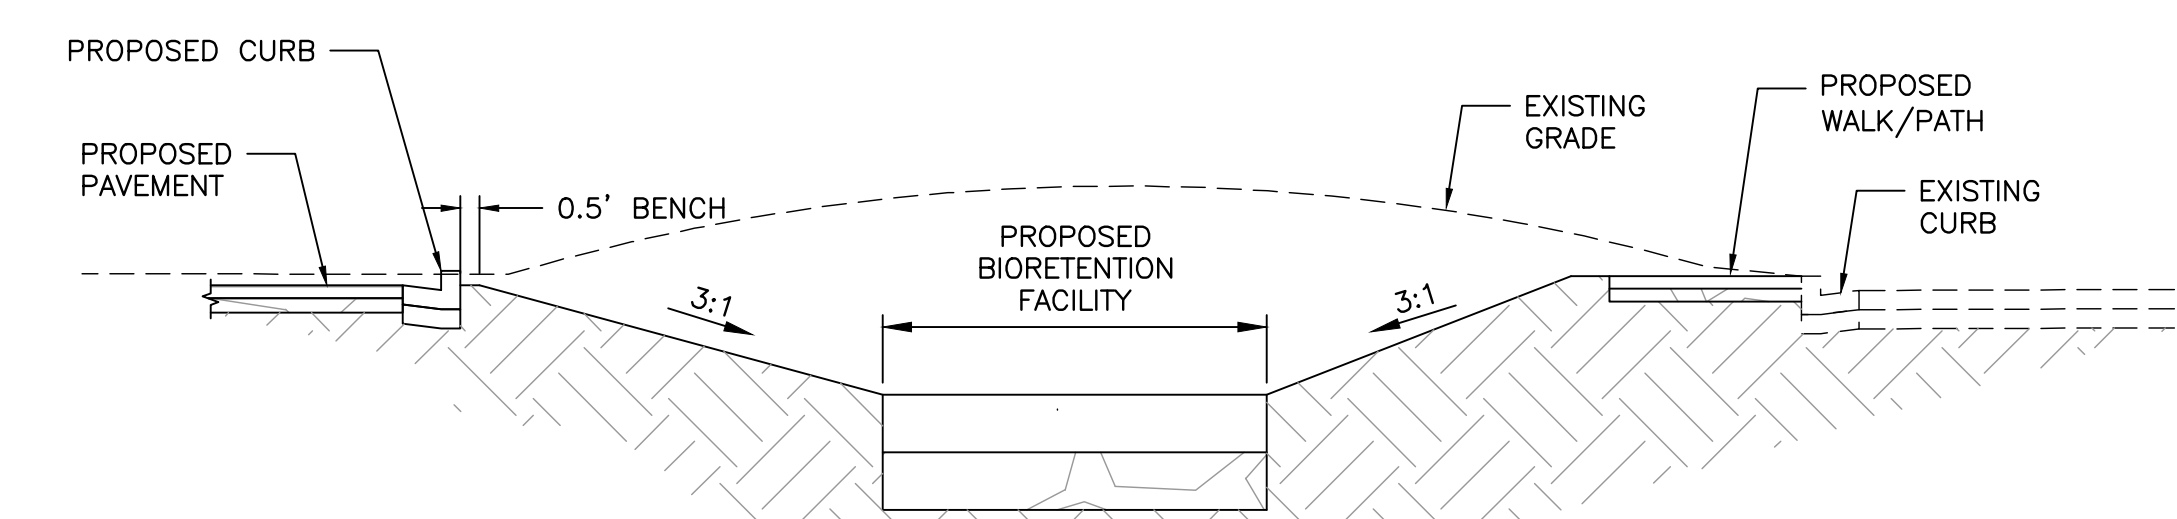 PROPOSED CURB
PROPOSED
PAVEMENT
0.5' BENCH
3:1
PROPOSED
BIORETENTION
FACILITY
3:1
EXISTING
GRADE
PROPOSED
WALK/PATH
EXISTING
CURB